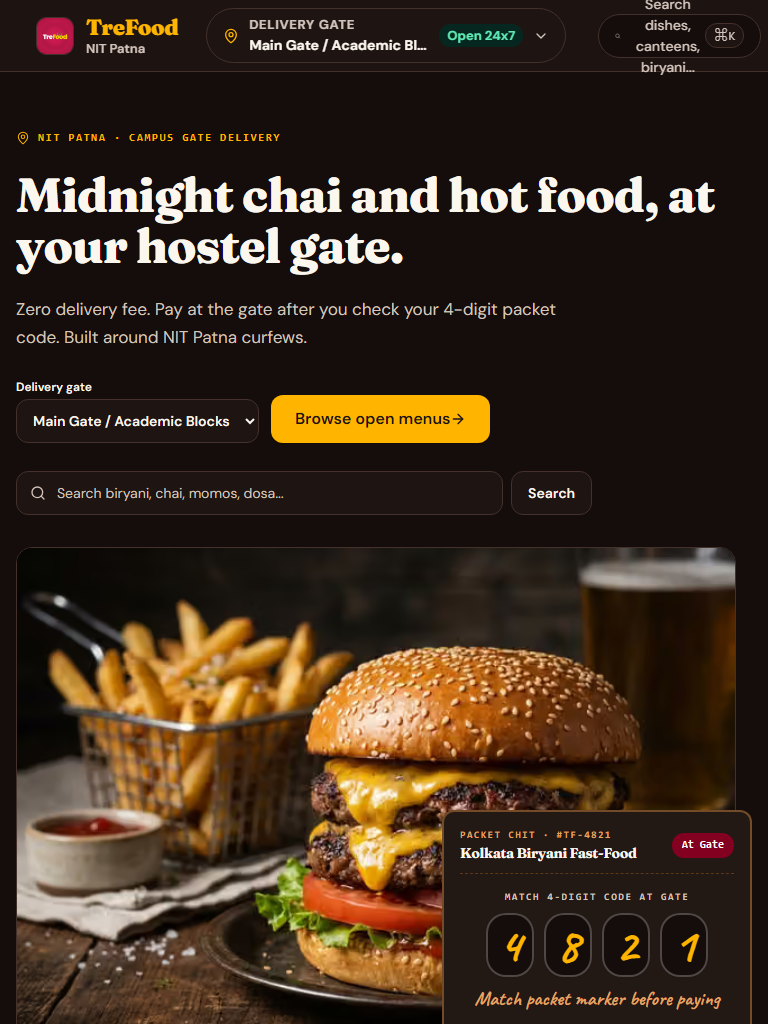 TreFood
TreFood
NIT Patna
DELIVERY GATE
Main Gate / Academic Bl...
Open 24x7
Search
dishes,
canteens,
biryani...
⌘K
NIT PATNA · CAMPUS GATE DELIVERY
Midnight chai and hot food, at
your hostel gate.
Zero delivery fee. Pay at the gate after you check your 4-digit packet
code. Built around NIT Patna curfews.
Delivery gate
Main Gate / Academic Blocks
Browse open menus→
Search biryani, chai, momos, dosa...
Search
PACKET CHIT · #TF-4821
Kolkata Biryani Fast-Food
At Gate
MATCH 4-DIGIT CODE AT GATE
4 8 2 1
Match packet marker before paying